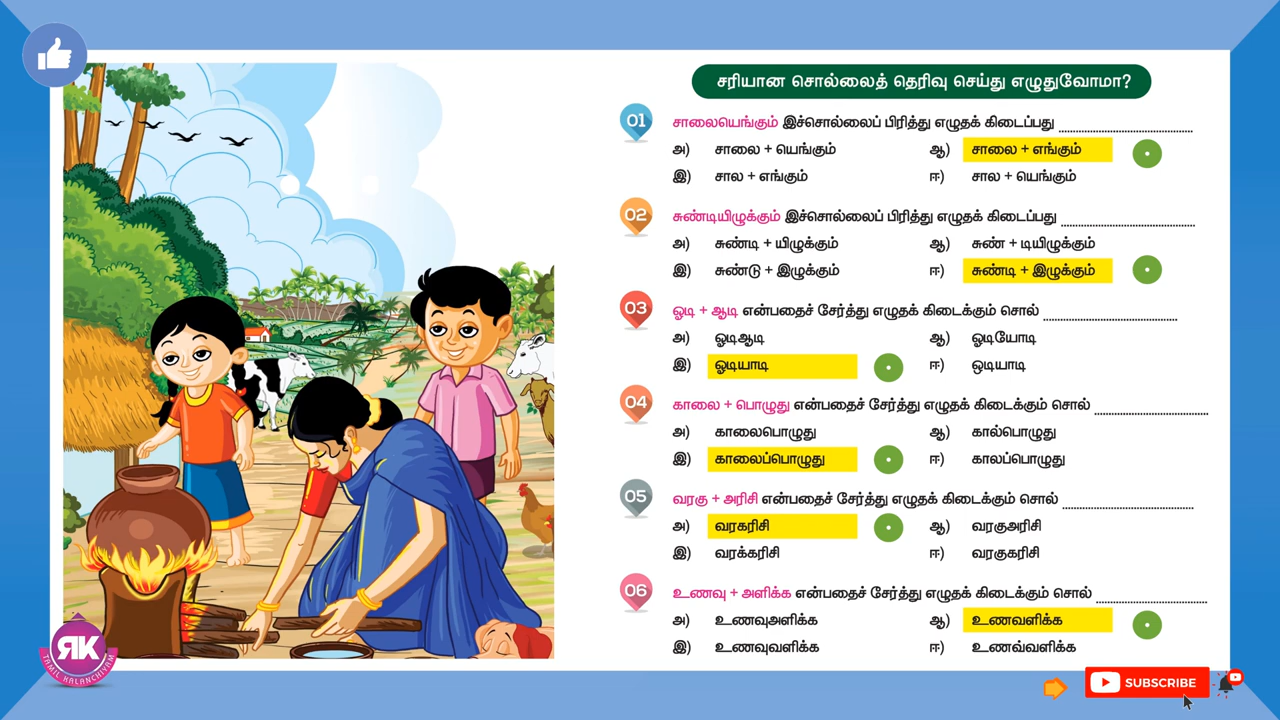 சரியான சொல்லைத் தெரிவு செய்து எழுதுவோமா?
01 சாலையெங்கும் இச்சொல்லைப் பிரித்து எழுதக் கிடைப்பது ........................
அ) சாலை + யெங்கும் ஆ) சாலை + எங்கும்
இ) சால + எங்கும் ஈ) சால + யெங்கும்
02 சுண்டியிழுக்கும் இச்சொல்லைப் பிரித்து எழுதக் கிடைப்பது ........................
அ) சுண்டி + யிழுக்கும் ஆ) சுண் + டியிழுக்கும்
இ) சுண்டு + இழுக்கும் ஈ) சுண்டி + இழுக்கும்
03 ஓடி + ஆடி என்பதைச் சேர்த்து எழுதக் கிடைக்கும் சொல் ........................
அ) ஓடிஆடி ஆ) ஓடியோடி
இ) ஓடியாடி ஈ) ஒடியாடி
04 காலை + பொழுது என்பதைச் சேர்த்து எழுதக் கிடைக்கும் சொல் ........................
அ) காலைபொழுது ஆ) கால்பொழுது
இ) காலைப்பொழுது ஈ) காலப்பொழுது
05 வரகு + அரிசி என்பதைச் சேர்த்து எழுதக் கிடைக்கும் சொல் ........................
அ) வரகரிசி ஆ) வரகுஅரிசி
இ) வரக்கரிசி ஈ) வரகுகரிசி
06 உணவு + அளிக்க என்பதைச் சேர்த்து எழுதக் கிடைக்கும் சொல் ........................
அ) உணவுஅளிக்க ஆ) உணவளிக்க
இ) உணவுவளிக்க ஈ) உணவ்வளிக்க
RK
TAMIL KALANCHIYAM
SUBSCRIBE